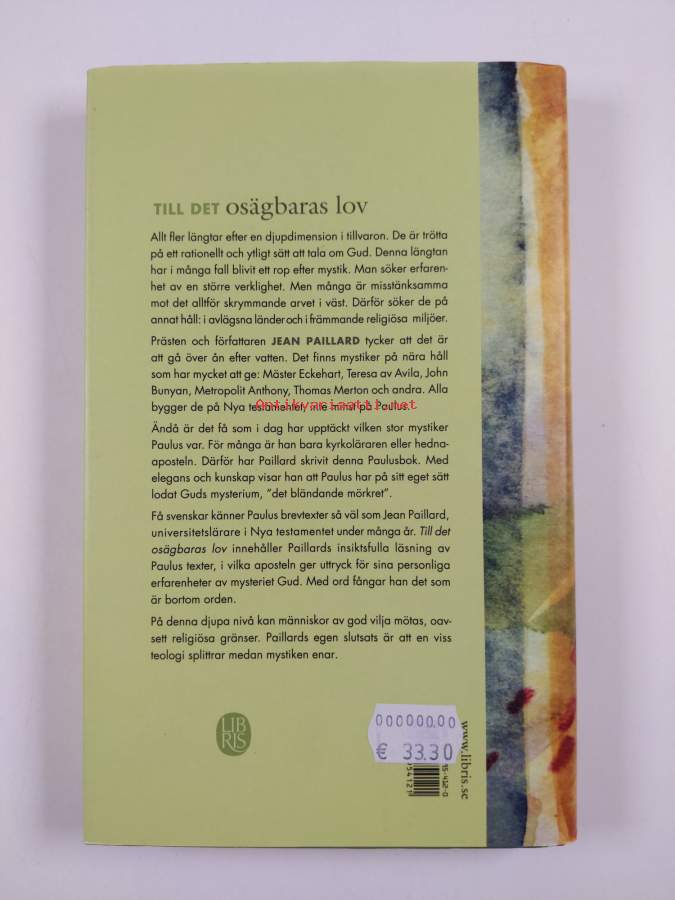 TILL DET osägbaras lov
Allt fler längtar efter en djupdimension i tillvaron. De är trötta
på ett rationellt och ytligt sätt att tala om Gud. Denna längtan
har i många fall blivit ett rop efter mystik. Man söker erfaren-
het av en större verklighet. Men många är misstänksamma
mot det alltför skrymmande arvet i väst. Därför söker de på
annat håll: i avlägsna länder och i främmande religiösa miljöer.
Prästen och författaren JEAN PAILLARD tycker att det är
att gå över ån efter vatten. Det finns mystiker på nära håll
som har mycket att ge: Mäster Eckehart, Teresa av Avila, John
Bunyan, Metropolit Anthony, Thomas Merton och andra. Alla
bygger de på Nya testamentet, inte minst på Paulus.
Antikvariaatti.net
Ändå är det få som i dag har upptäckt vilken stor mystiker
Paulus var. För många är han bara kyrkoläraren eller hedna-
aposteln. Därför har Paillard skrivit denna Paulusbok. Med
elegans och kunskap visar han att Paulus har på sitt eget sätt
lodat Guds mysterium, ”det bländande mörkret”.
Få svenskar känner Paulus brevtexter så väl som Jean Paillard,
universitetslärare i Nya testamentet under många år. Till det
osägbaras lov innehåller Paillards insiktsfulla läsning av
Paulus texter, i vilka aposteln ger uttryck för sina personliga
erfarenheter av mysteriet Gud. Med ord fångar han det som
är bortom orden.
På denna djupa nivå kan människor av god vilja mötas, oav-
sett religiösa gränser. Paillards egen slutsats är att en viss
teologi splittrar medan mystiken enar.
LIB
RIS
000000.00
€ 33.30
www.libris.se